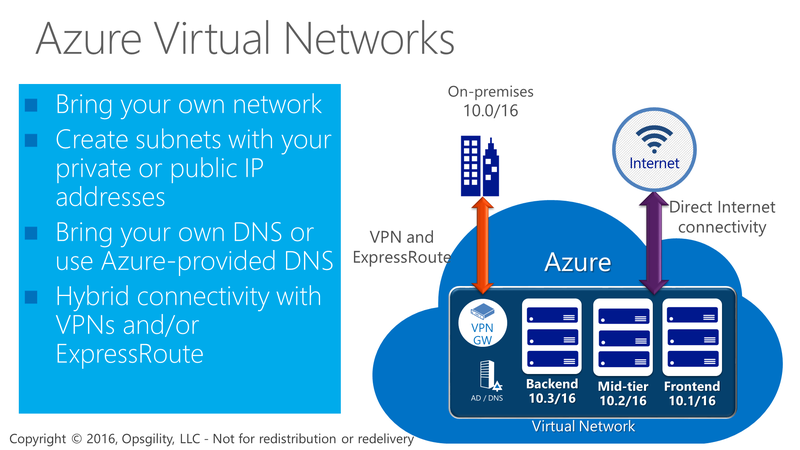 Azure Virtual Networks
Bring your own network
Create subnets with your
private or public IP
addresses
Bring your own DNS or
use Azure-provided DNS
Hybrid connectivity with
VPNs and/or
ExpressRoute
On-premises
10.0/16
Internet
VPN and
ExpressRoute
Direct Internet
connectivity
Azure
VPN
GW
AD / DNS
Backend
10.3/16
Mid-tier
10.2/16
Frontend
10.1/16
Virtual Network
Copyright © 2016, Opsgility, LLC - Not for redistribution or redelivery